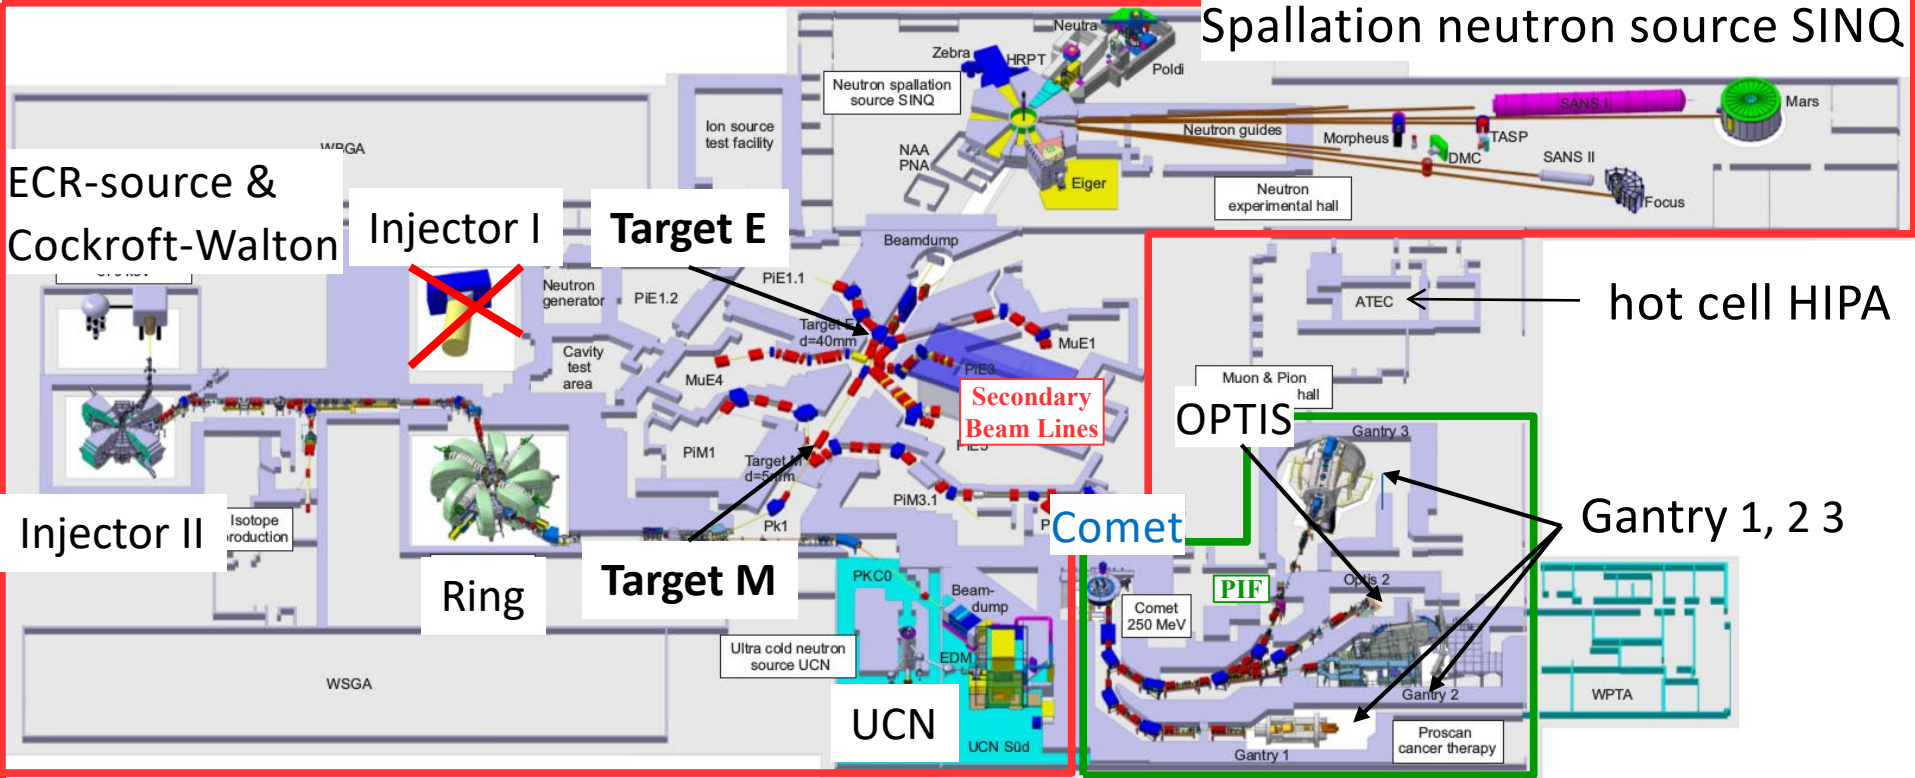 Spallation neutron source SINQ
Neutra
Zebra
HRPT
Poldi
Neutron spallation
source SINQ
SANS I
Mars
Ion source
test facility
Neutron guides
Morpheus
TASP
DMC
SANS II
NAA
PNA
Eiger
Neutron
experimental hall
Focus
WBGA
ECR-source &
Cockroft-Walton
Injector I
Target E
Beamdump
PiE1.1
Neutron
generator
PiE1.2
ATEC
hot cell HIPA
Target E
d=40mm
MuE1
Cavity
test
area
MuE4
PiE3
Secondary
Beam Lines
Muon & Pion
hall
OPTIS
Gantry 3
PiM1
Target M
d=5mm
PiE5
PiM3.1
Injector II
Isotope
production
Pk1
Comet
Gantry 1, 2 3
Target M
Ring
PKC0
Beam-
dump
PIF
Optis 2
Comet
250 MeV
Ultra cold neutron
source UCN
EDM
WSGA
UCN
UCN Süd
Gantry 2
WPTA
Gantry 1
Proscan
cancer therapy